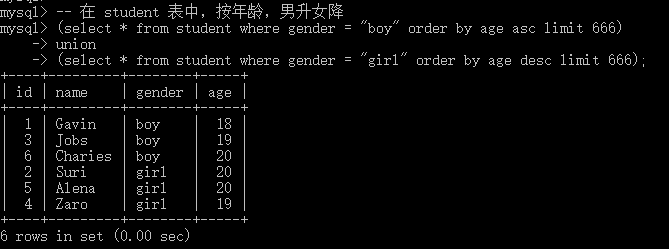 mysql> -- 在 student 表中，按年龄，男升女降
mysql> (select * from student where gender = "boy" order by age asc limit 666)
    -> union
    -> (select * from student where gender = "girl" order by age desc limit 666);
+----+---------+--------+-----+
| id | name    | gender | age |
+----+---------+--------+-----+
|  1 | Gavin   | boy    |  18 |
|  3 | Jobs    | boy    |  19 |
|  6 | Charies | boy    |  20 |
|  2 | Suri    | girl   |  20 |
|  5 | Alena   | girl   |  20 |
|  4 | Zaro    | girl   |  19 |
+----+---------+--------+-----+
6 rows in set (0.00 sec)